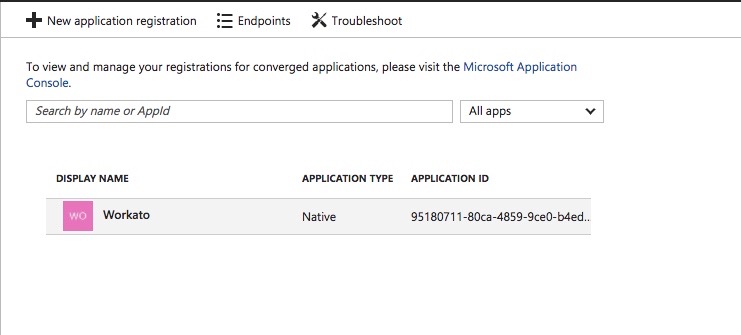 New application registration Endpoints Troubleshoot
To view and manage your registrations for converged applications, please visit the Microsoft Application
Console.
Search by name or AppId All apps
DISPLAY NAME APPLICATION TYPE APPLICATION ID
WO Workato Native 95180711-80ca-4859-9ce0-b4ed..